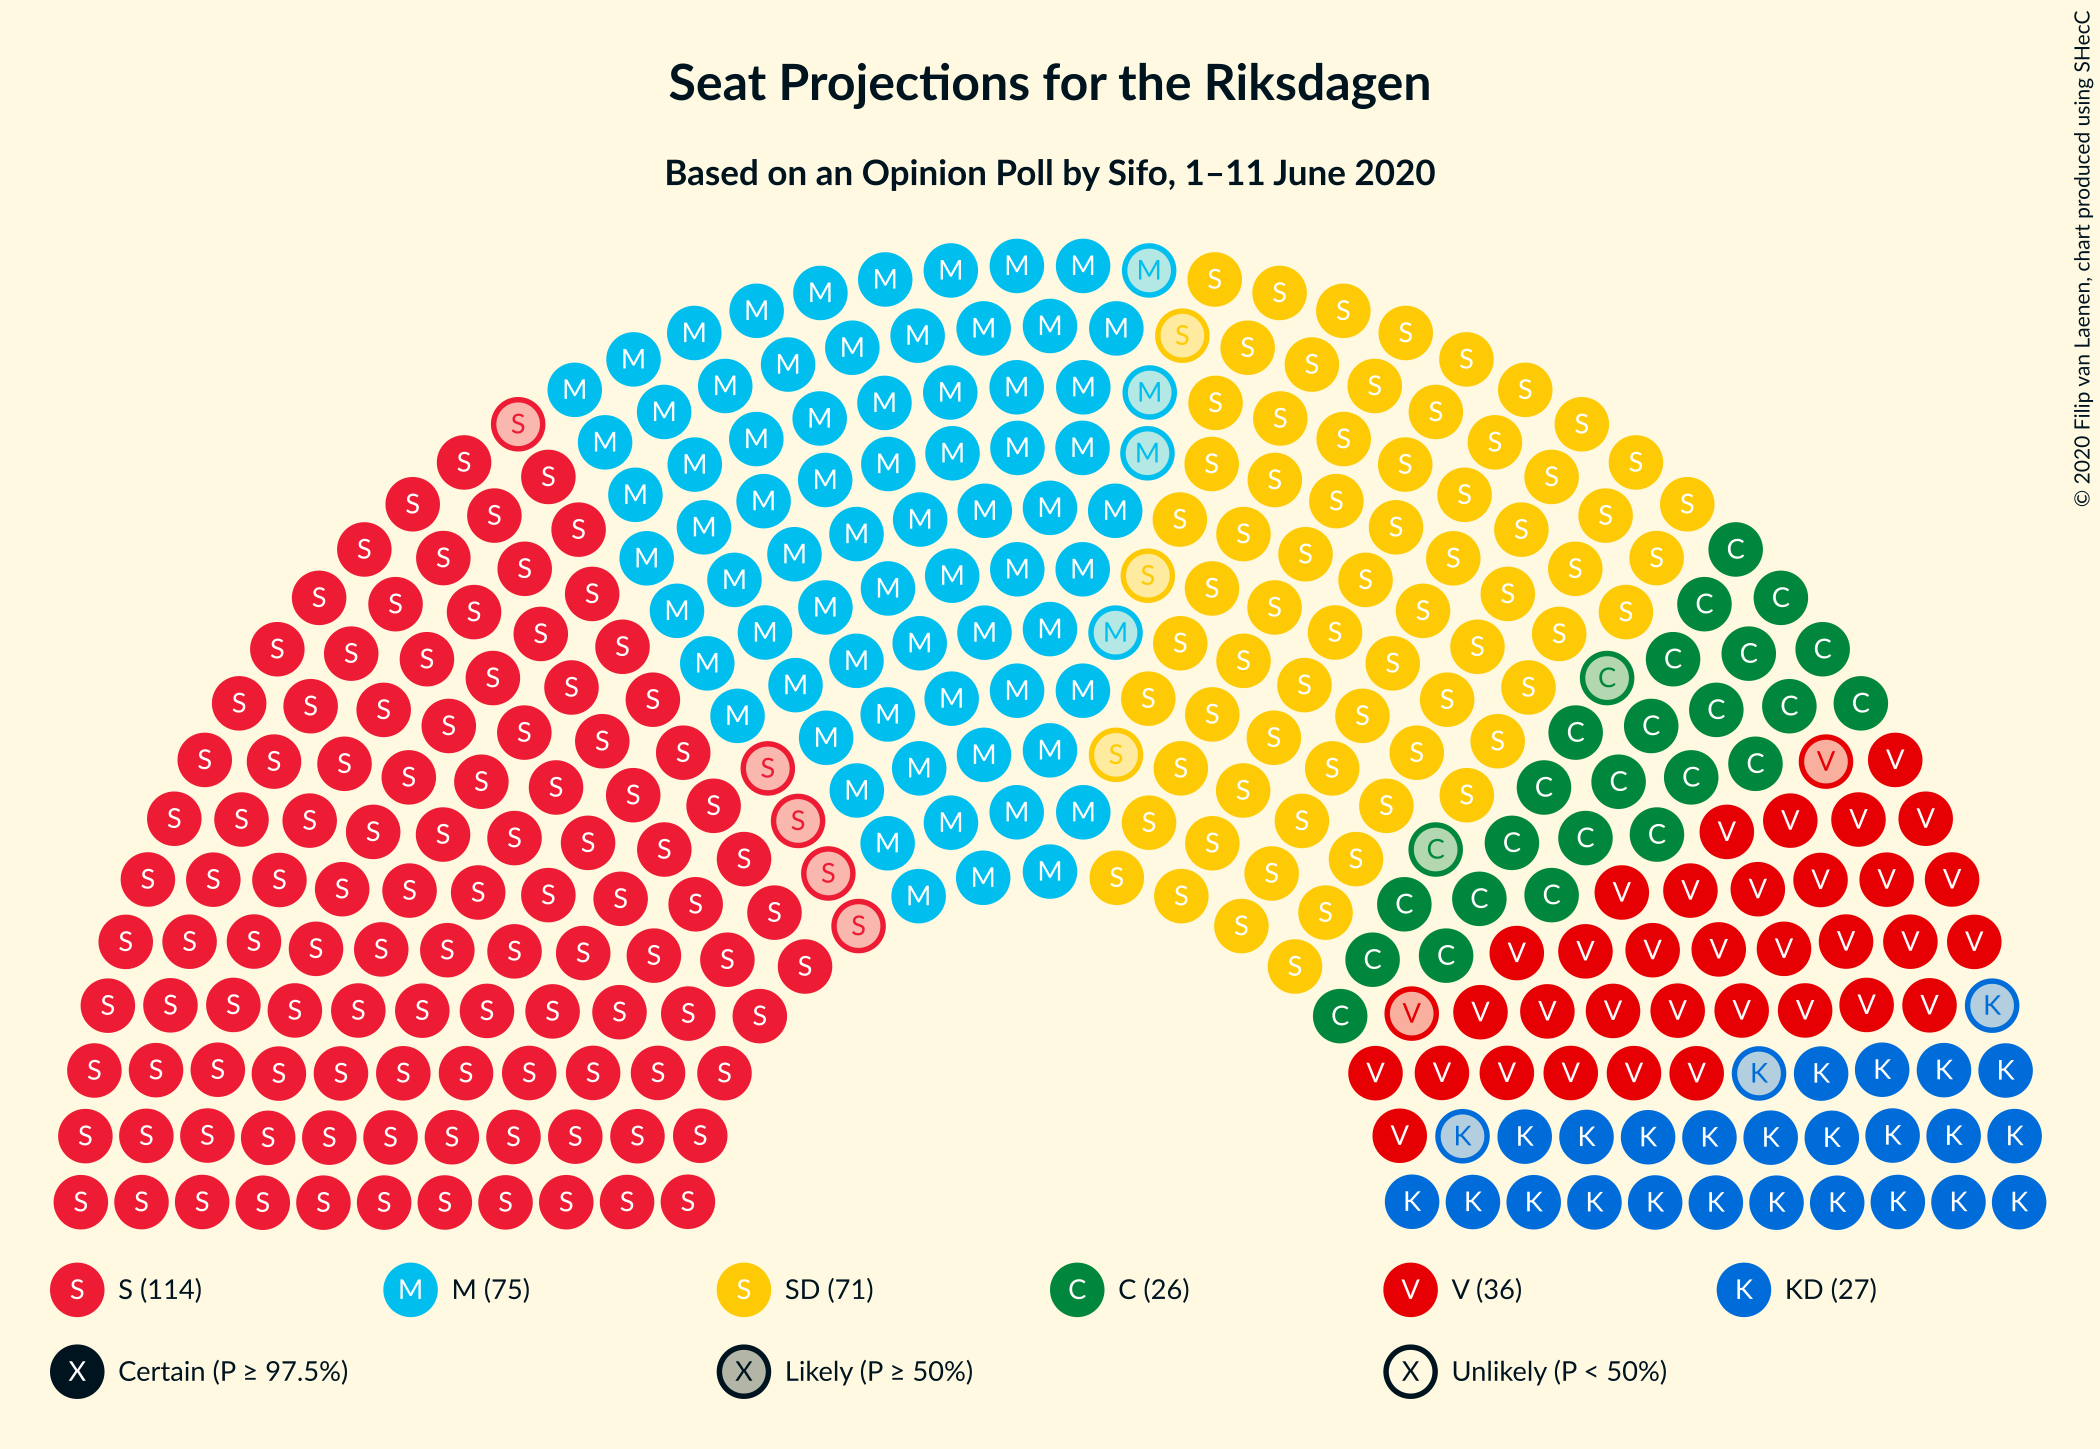 Seat Projections for the Riksdagen
Based on an Opinion Poll by Sifo, 1–11 June 2020
© 2020 Filip van Laenen, chart produced using SHecC
S S (114) M M (75) S SD (71) C C (26) V V (36) K KD (27)
X Certain (P ≥ 97.5%) X Likely (P ≥ 50%) X Unlikely (P < 50%)